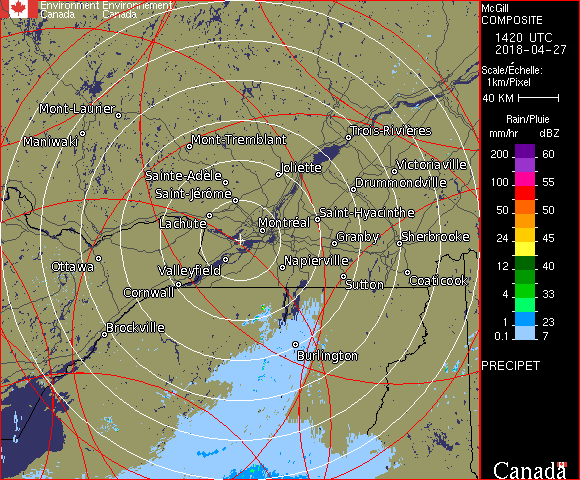 Environment Environnement
Canada Canada
McGill
COMPOSITE
1420 UTC
2018-04-27
Scale/Échelle:
1km/Pixel
40 KM
Rain/Pluie
mm/hr dBZ
200 60
55
100 55
50 50
24 45
12 40
4 33
1 23
0.1 7
PRECIPET
Canada
Mont-Laurier
Maniwaki
Mont-Tremblant
Trois-Rivières
Sainte-Adèle
Joliette
Victoriaville
Saint-Jérôme
Drummondville
Lachute
Montréal
Saint-Hyacinthe
Granby
Sherbrooke
Ottawa
Valleyfield
Napierville
Cornwall
Sutton
Coaticook
Brockville
Burlington